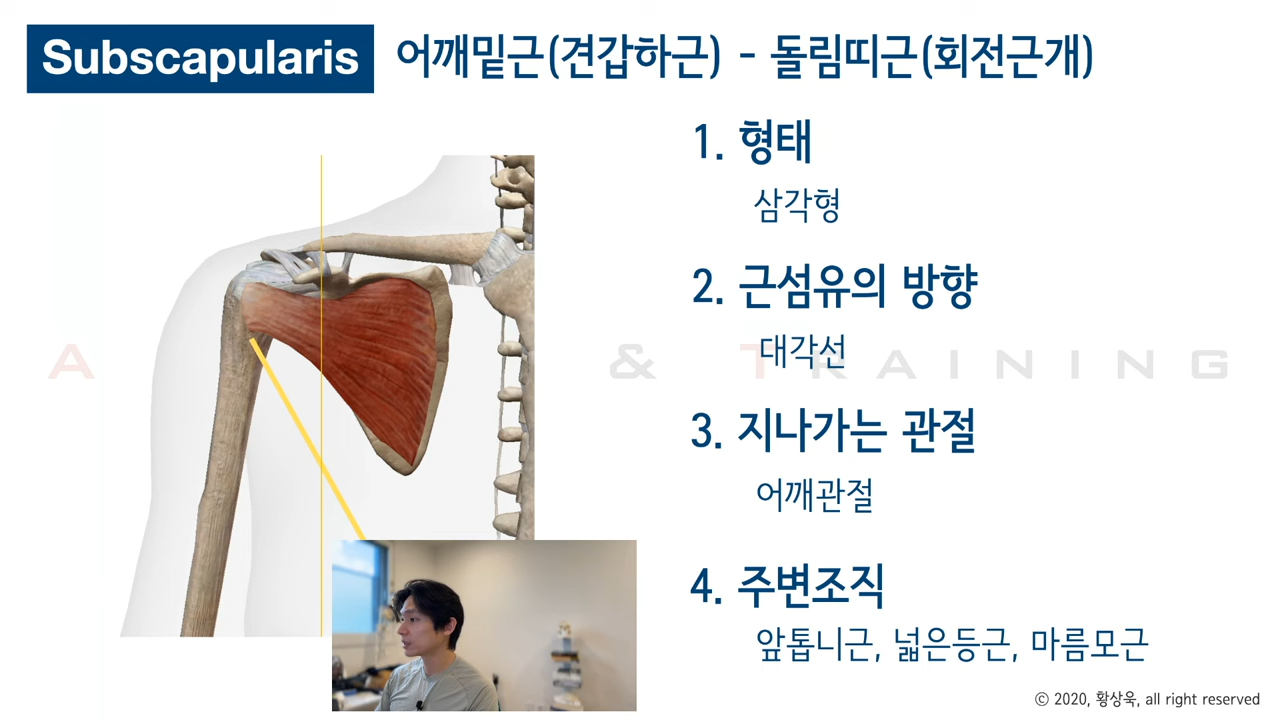 Subscapularis 어깨밑근(견갑하근) - 돌림띠근(회전근개)
1. 형태
삼각형
2. 근섬유의 방향
대각선
A & TRAINING
3. 지나가는 관절
어깨관절
4. 주변조직
앞톱니근, 넓은등근, 마름모근
© 2020, 황상욱, all right reserved